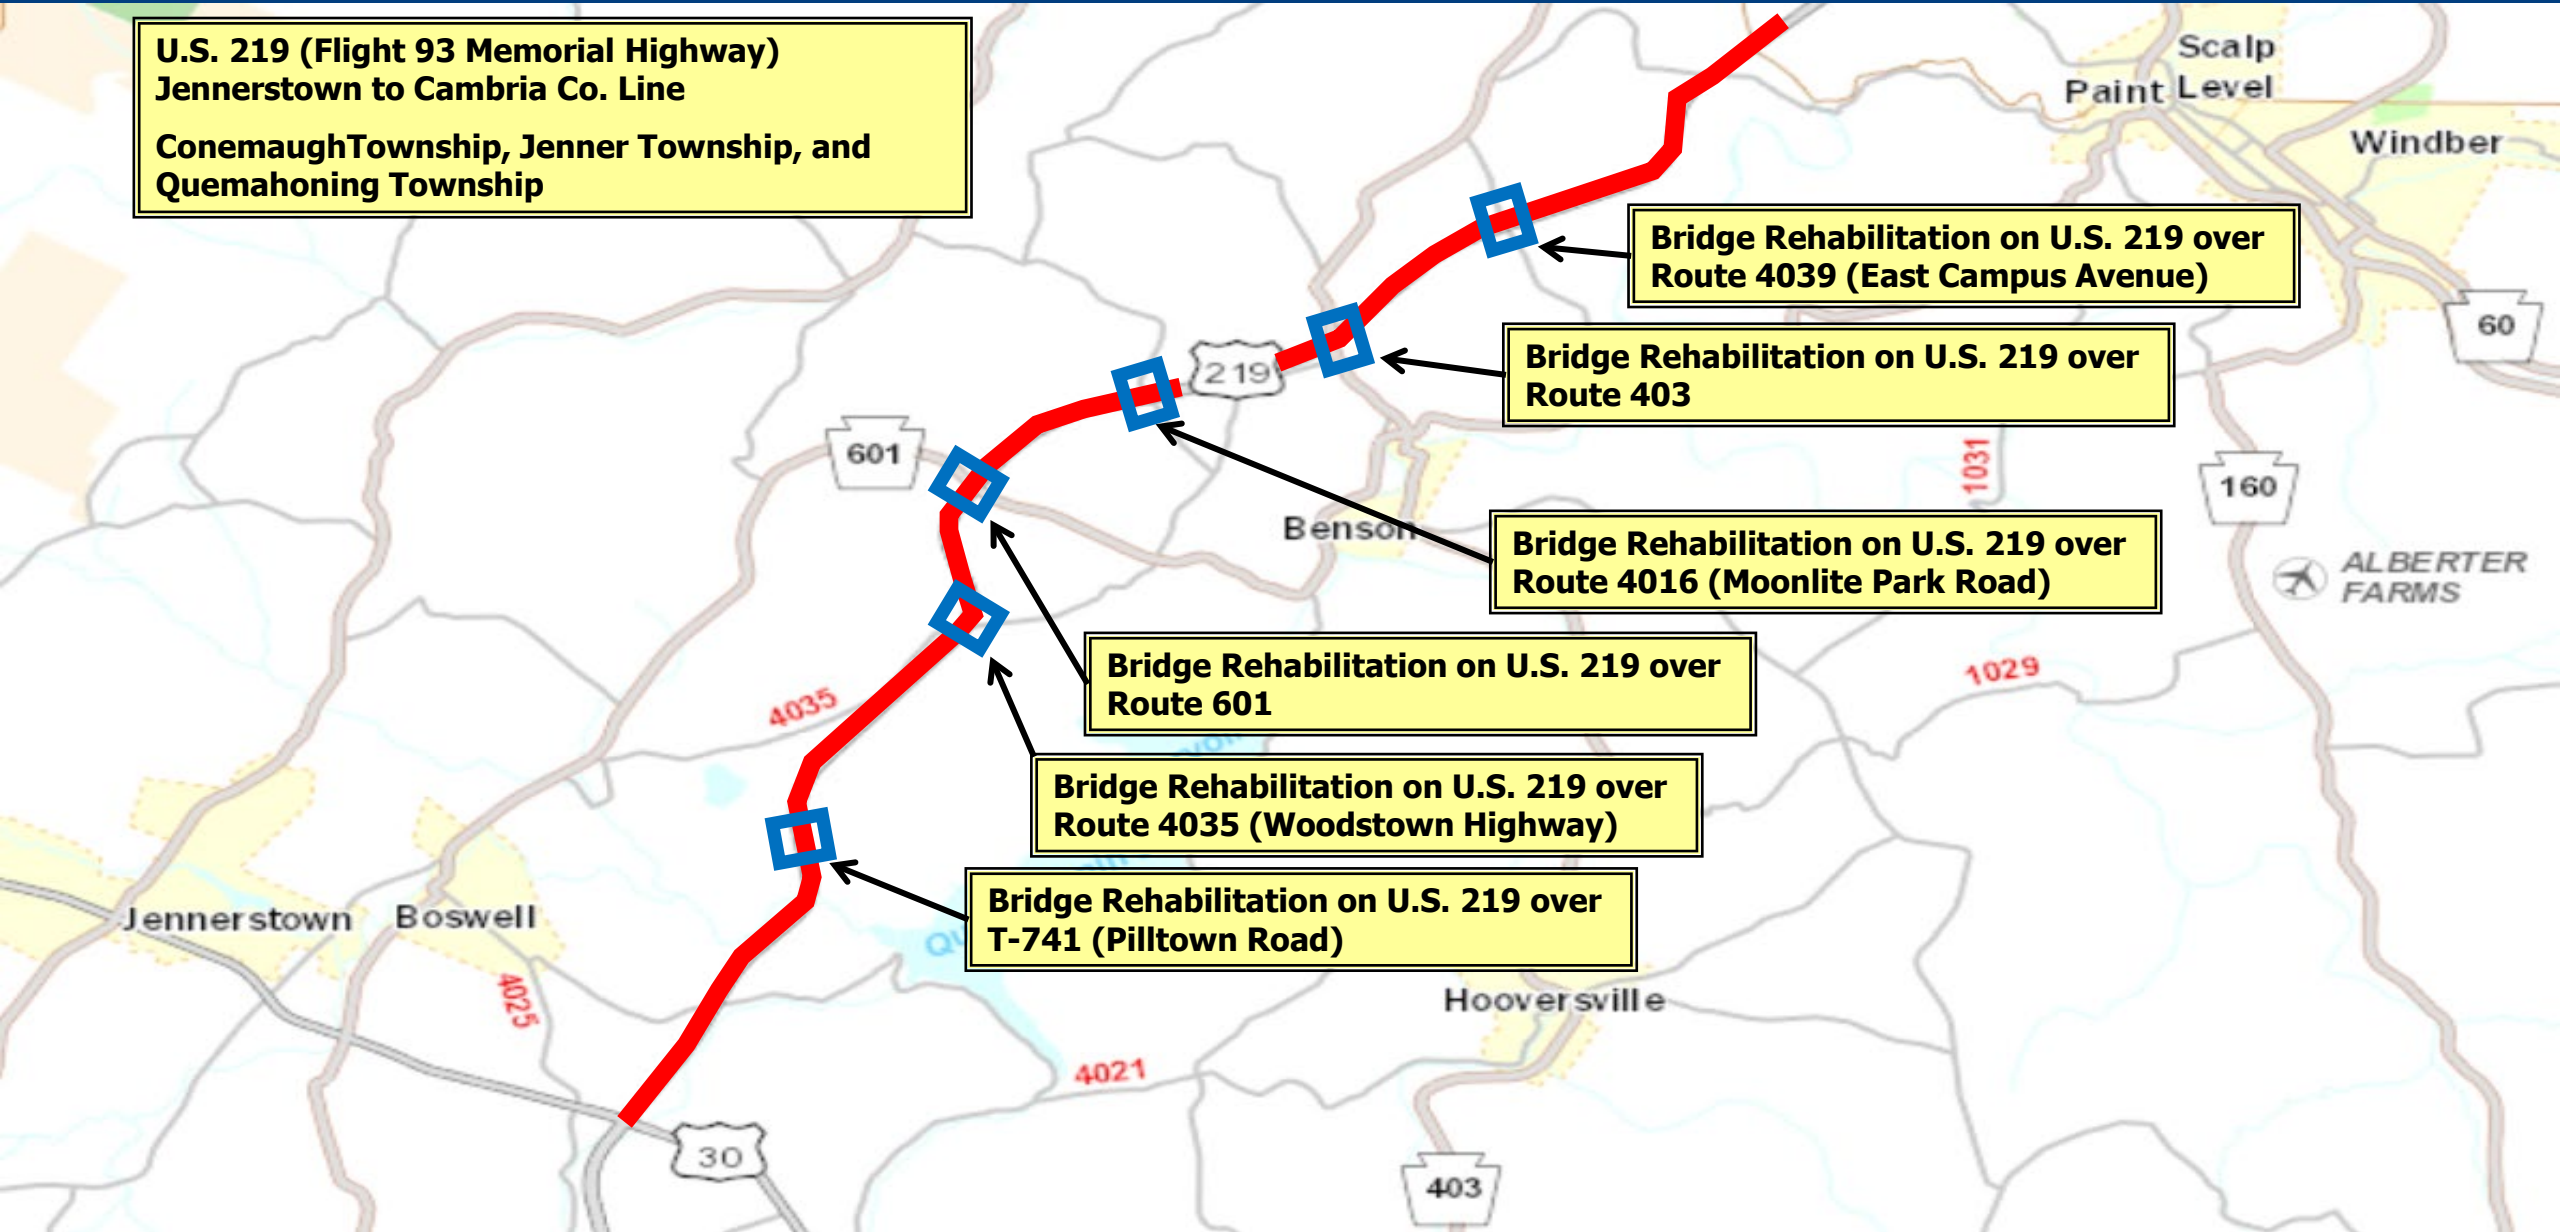 U.S. 219 (Flight 93 Memorial Highway)
Jennerstown to Cambria Co. Line
ConemaughTownship, Jenner Township, and
Quemahoning Township
Scalp
Level
Paint
Windber
Bridge Rehabilitation on U.S. 219 over
Route 4039 (East Campus Avenue)
60
Bridge Rehabilitation on U.S. 219 over
Route 403
219
601
1031
160
Benson
Bridge Rehabilitation on U.S. 219 over
Route 4016 (Moonlite Park Road)
ALBERTER
FARMS
Bridge Rehabilitation on U.S. 219 over
Route 601
1029
4035
Bridge Rehabilitation on U.S. 219 over
Route 4035 (Woodstown Highway)
Bridge Rehabilitation on U.S. 219 over
T-741 (Pilltown Road)
Jennerstown
Boswell
4025
Hooversville
4021
30
403